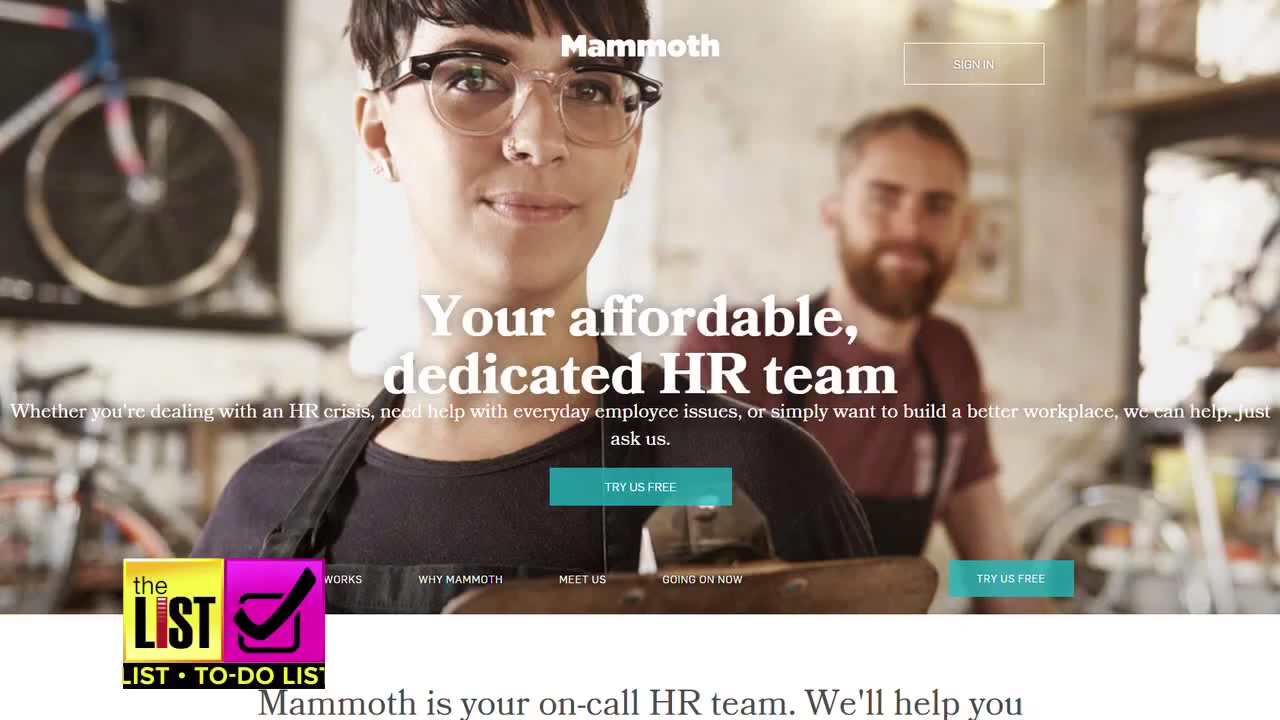 Mammoth
SIGN IN
Your affordable,
dedicated HR team
Whether you're dealing with an HR crisis, need help with everyday employee issues, or simply want to build a better workplace, we can help. Just
ask us.
TRY US FREE
WORKS
WHY MAMMOTH
MEET US
GOING ON NOW
TRY US FREE
the
LIST
LIST • TO-DO LIST
Mammoth is your on-call HR team. We'll help you